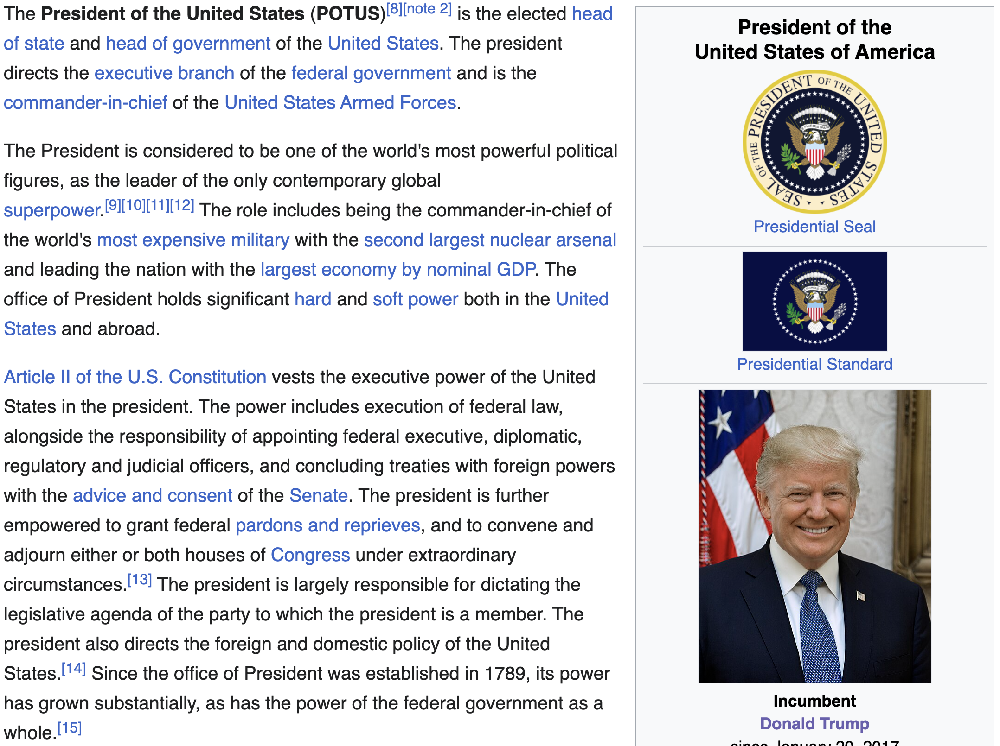 The President of the United States (POTUS)[8][note 2] is the elected head
of state and head of government of the United States. The president
directs the executive branch of the federal government and is the
commander-in-chief of the United States Armed Forces.
The President is considered to be one of the world's most powerful political
figures, as the leader of the only contemporary global
superpower.[9][10][11][12] The role includes being the commander-in-chief of
the world's most expensive military with the second largest nuclear arsenal
and leading the nation with the largest economy by nominal GDP. The
office of President holds significant hard and soft power both in the United
States and abroad.
Article II of the U.S. Constitution vests the executive power of the United
States in the president. The power includes execution of federal law,
alongside the responsibility of appointing federal executive, diplomatic,
regulatory and judicial officers, and concluding treaties with foreign powers
with the advice and consent of the Senate. The president is further
empowered to grant federal pardons and reprieves, and to convene and
adjourn either or both houses of Congress under extraordinary
circumstances.[13] The president is largely responsible for dictating the
legislative agenda of the party to which the president is a member. The
president also directs the foreign and domestic policy of the United
States.[14] Since the office of President was established in 1789, its power
has grown substantially, as has the power of the federal government as a
whole.[15]
President of the
United States of America
SEAL OF THE PRESIDENT OF THE UNITED STATES
E PLURIBUS UNUM
Presidential Seal
E PLURIBUS UNUM
Presidential Standard
Incumbent
Donald Trump
since January 20, 2017